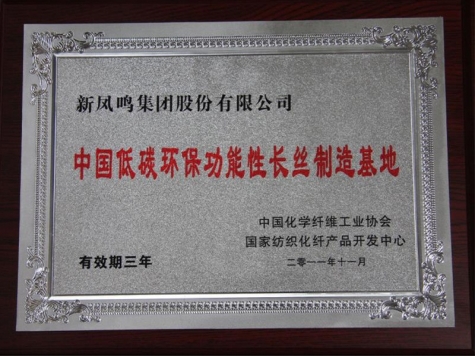 新凤鸣集团股份有限公司
中国低碳环保功能性长丝制造基地
中国化学纤维工业协会
国家纺织化纤产品开发中心
有效期三年
二零一一年十一月